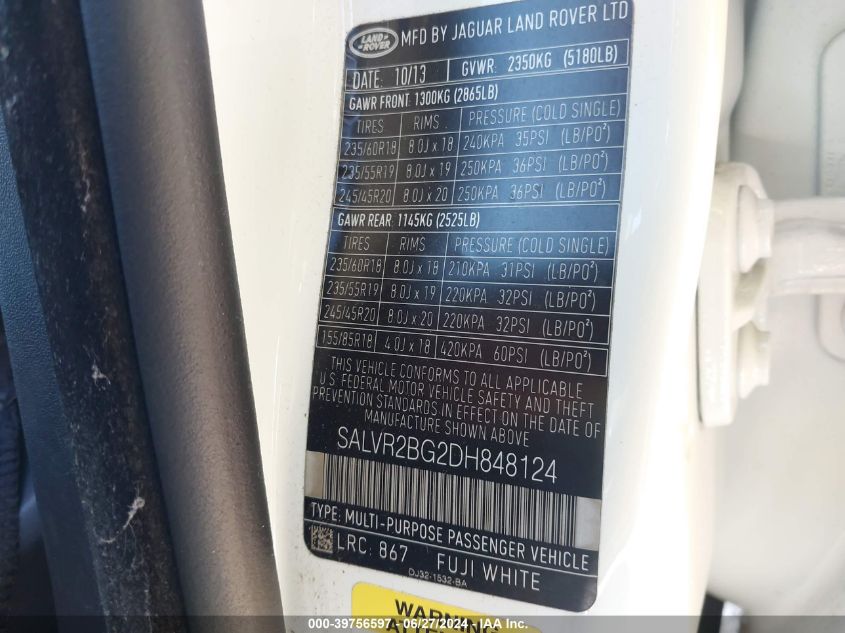 LAND ROVER MFD BY JAGUAR LAND ROVER LTD
DATE: 10/13 GVWR: 2350KG (5180LB)
GAWR FRONT: 1300KG (2865LB)
TIRES RIMS PRESSURE (COLD SINGLE)
235/60R18 8.0J x 18 240KPA 35PSI (LB/PO²)
235/55R19 8.0J x 19 250KPA 36PSI (LB/PO²)
245/45R20 8.0J x 20 250KPA 36PSI (LB/PO²)
GAWR REAR: 1145KG (2525LB)
TIRES RIMS PRESSURE (COLD SINGLE)
235/60R18 8.0J x 18 210KPA 31PSI (LB/PO²)
235/55R19 8.0J x 19 220KPA 32PSI (LB/PO²)
245/45R20 8.0J x 20 220KPA 32PSI (LB/PO²)
155/85R18 4.0J x 18 420KPA 60PSI (LB/PO²)
THIS VEHICLE CONFORMS TO ALL APPLICABLE
U.S. FEDERAL MOTOR VEHICLE SAFETY AND THEFT
PREVENTION STANDARDS IN EFFECT ON THE DATE OF
MANUFACTURE SHOWN ABOVE
SALVR2BG2DH848124
TYPE: MULTI-PURPOSE PASSENGER VEHICLE
LRC: 867 FUJI WHITE
DJ32-1532-BA
WARNING
000-39756597 - 06/27/2024 - IAA Inc.